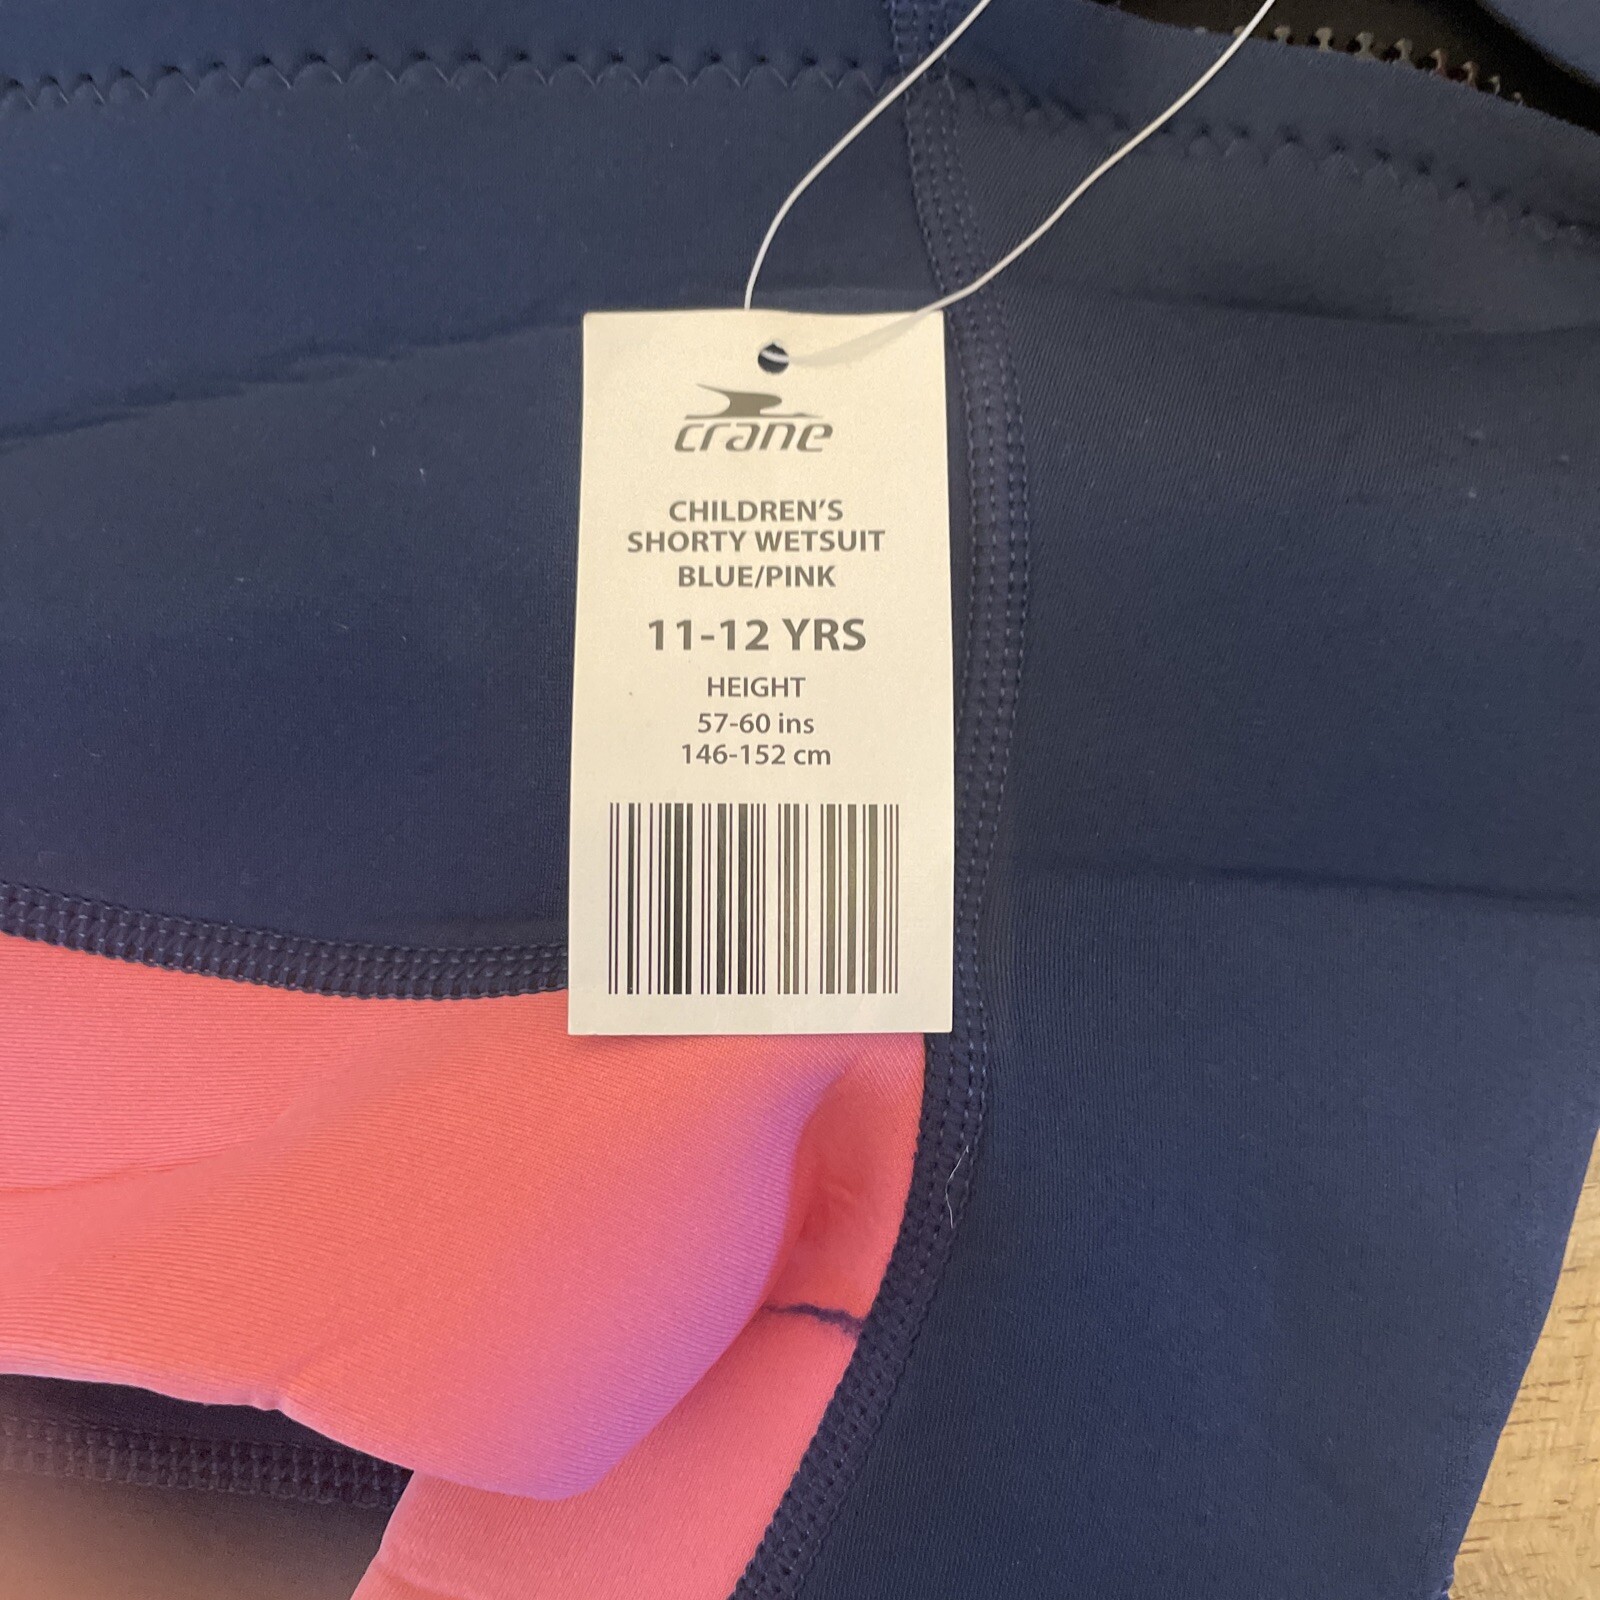 crane
CHILDREN'S
SHORTY WETSUIT
BLUE/PINK
11-12 YRS
HEIGHT
57-60 ins
146-152 cm